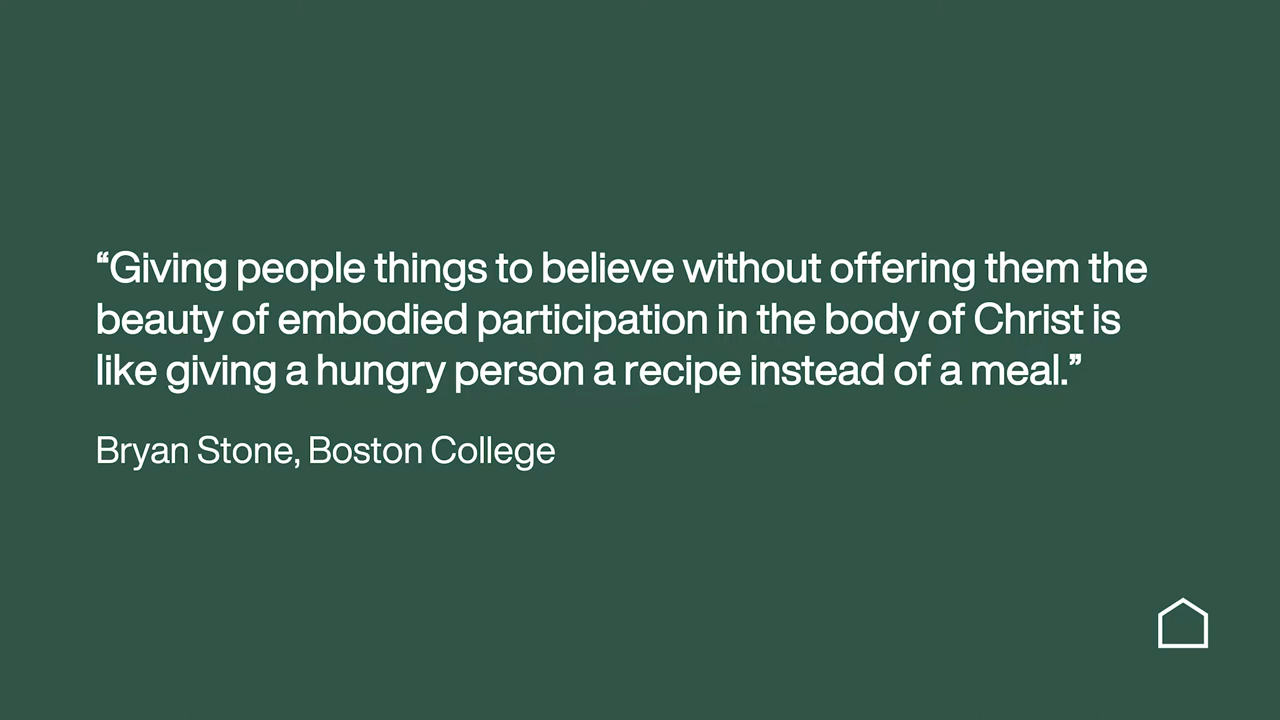 “Giving people things to believe without offering them the
beauty of embodied participation in the body of Christ is
like giving a hungry person a recipe instead of a meal.”
Bryan Stone, Boston College